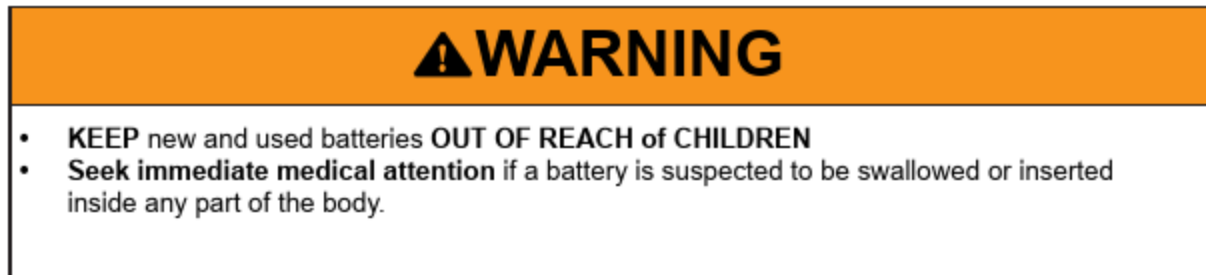 ⚠WARNING
• KEEP new and used batteries OUT OF REACH of CHILDREN
• Seek immediate medical attention if a battery is suspected to be swallowed or inserted
inside any part of the body.